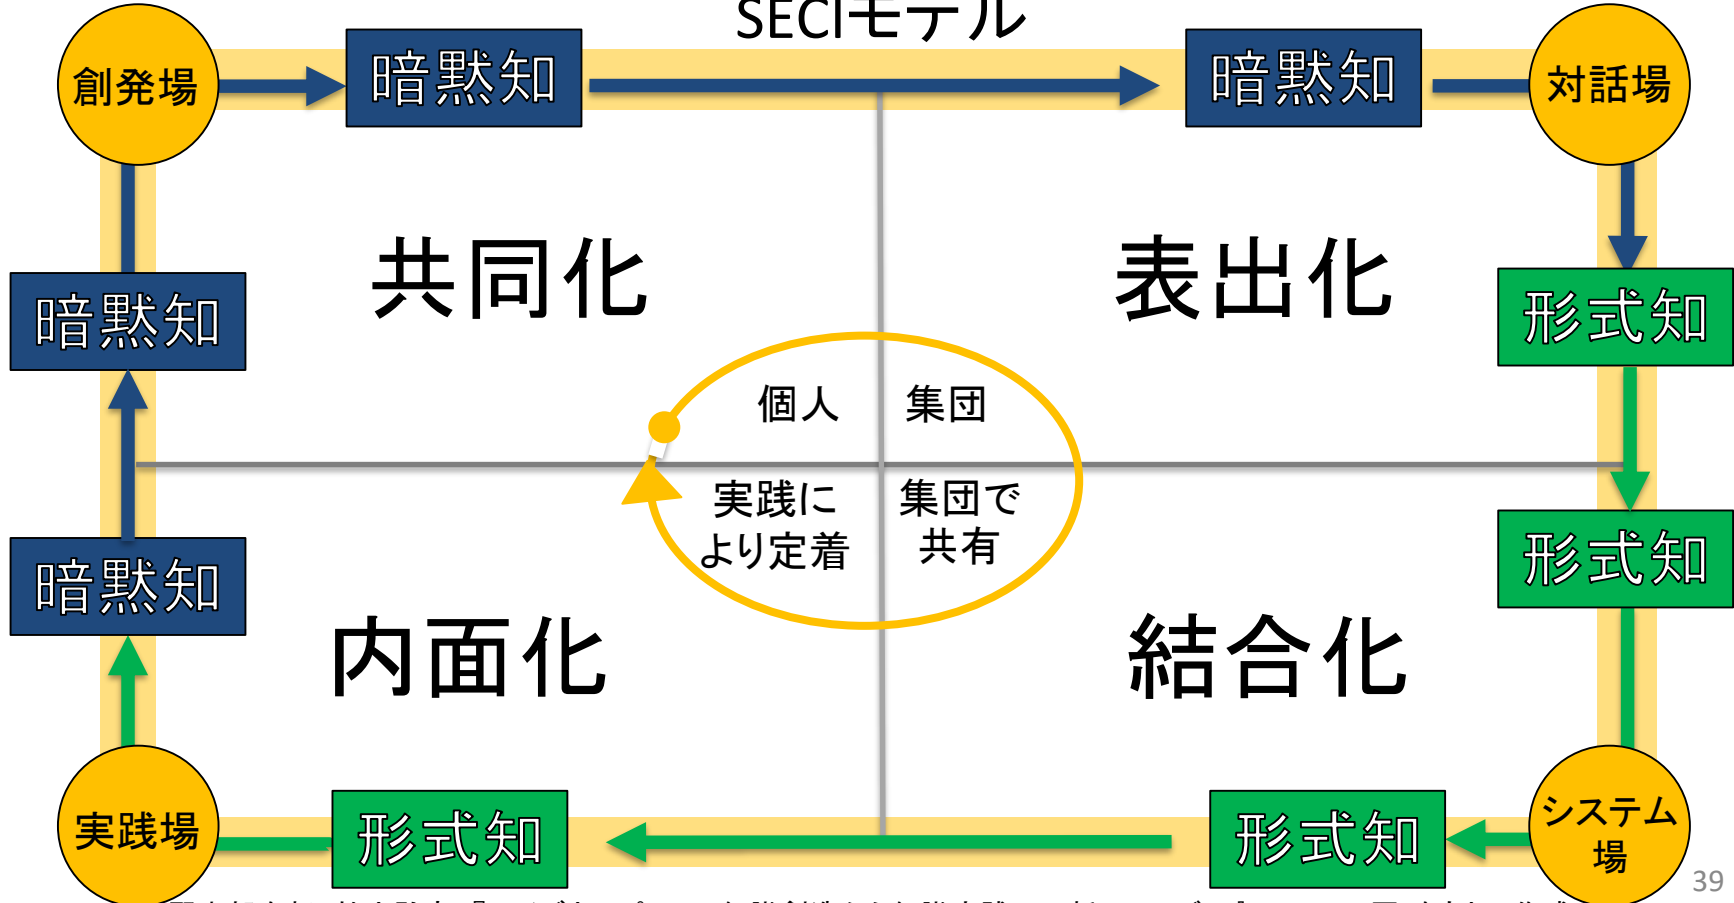 SECIモデル
創発場
暗黙知
暗黙知
対話場
共同化
表出化
暗黙知
形式知
個人
集団
実践に
より定着
集団で
共有
暗黙知
形式知
内面化
結合化
実践場
形式知
形式知
システム
場
39